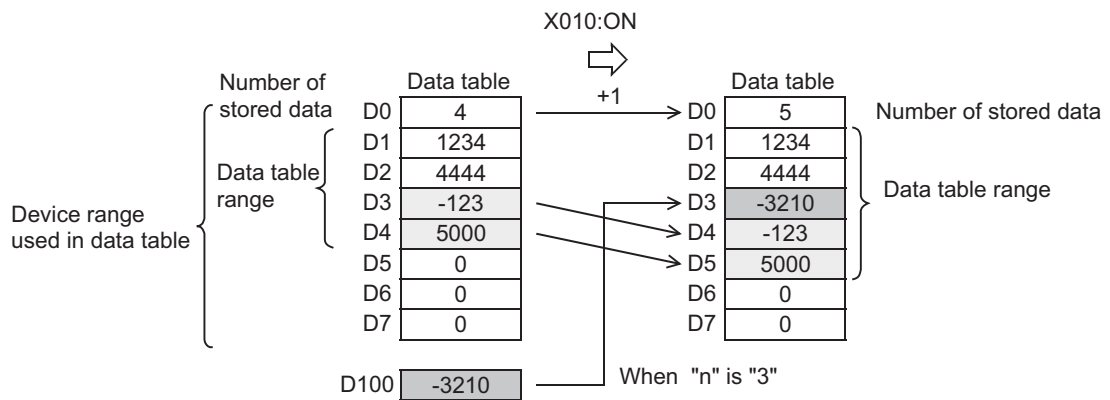 X010:ON
Number of
stored data
Data table
+1
Data table
Number of stored data
D0 4 D0 5
D1 1234 D1 1234
Data table
range
D2 4444 D2 4444
Data table range
Device range
used in data table
D3 -123 D3 -3210
D4 5000 D4 -123
D5 0 D5 5000
D6 0 D6 0
D7 0 D7 0
D100 -3210
When "n" is "3"